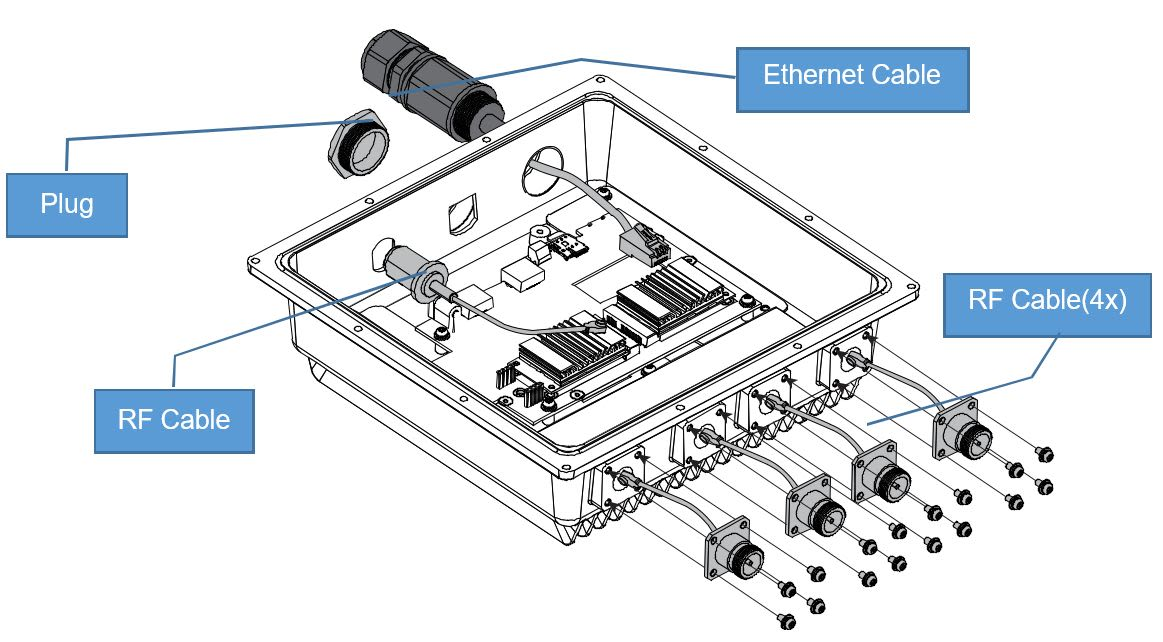 Ethernet Cable
Plug
RF Cable(4x)
RF Cable